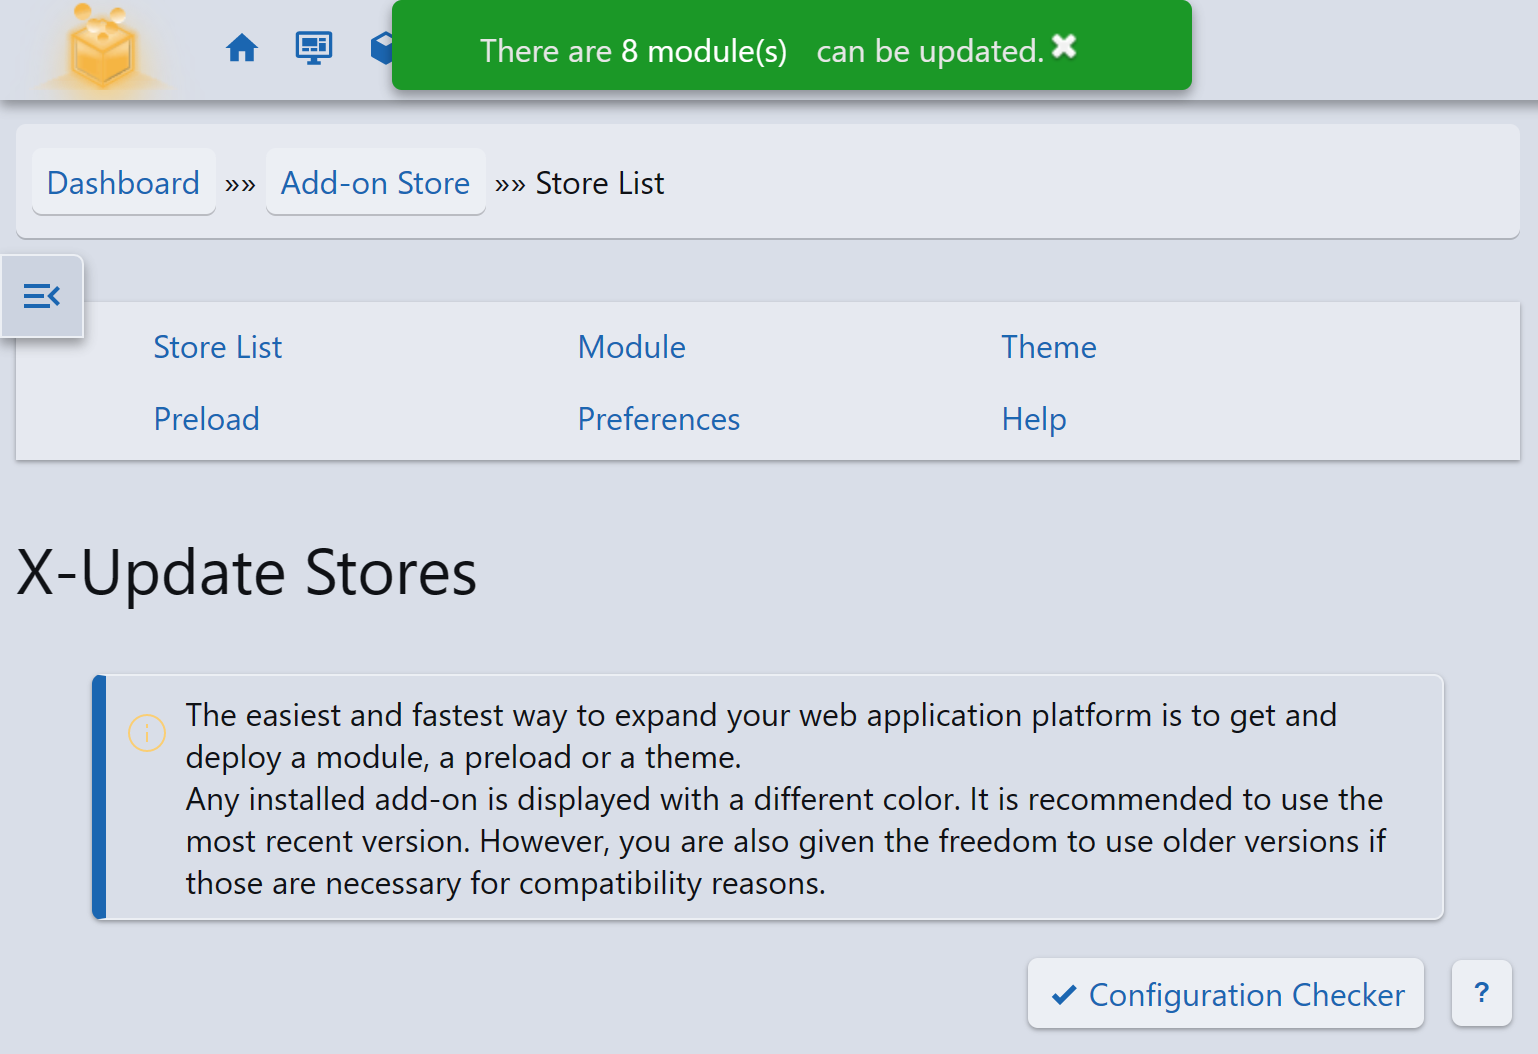 There are 8 module(s) can be updated.
Dashboard »» Add-on Store »» Store List
Store List Module Theme
Preload Preferences Help
X-Update Stores
The easiest and fastest way to expand your web application platform is to get and
deploy a module, a preload or a theme.
Any installed add-on is displayed with a different color. It is recommended to use the
most recent version. However, you are also given the freedom to use older versions if
those are necessary for compatibility reasons.
Configuration Checker ?